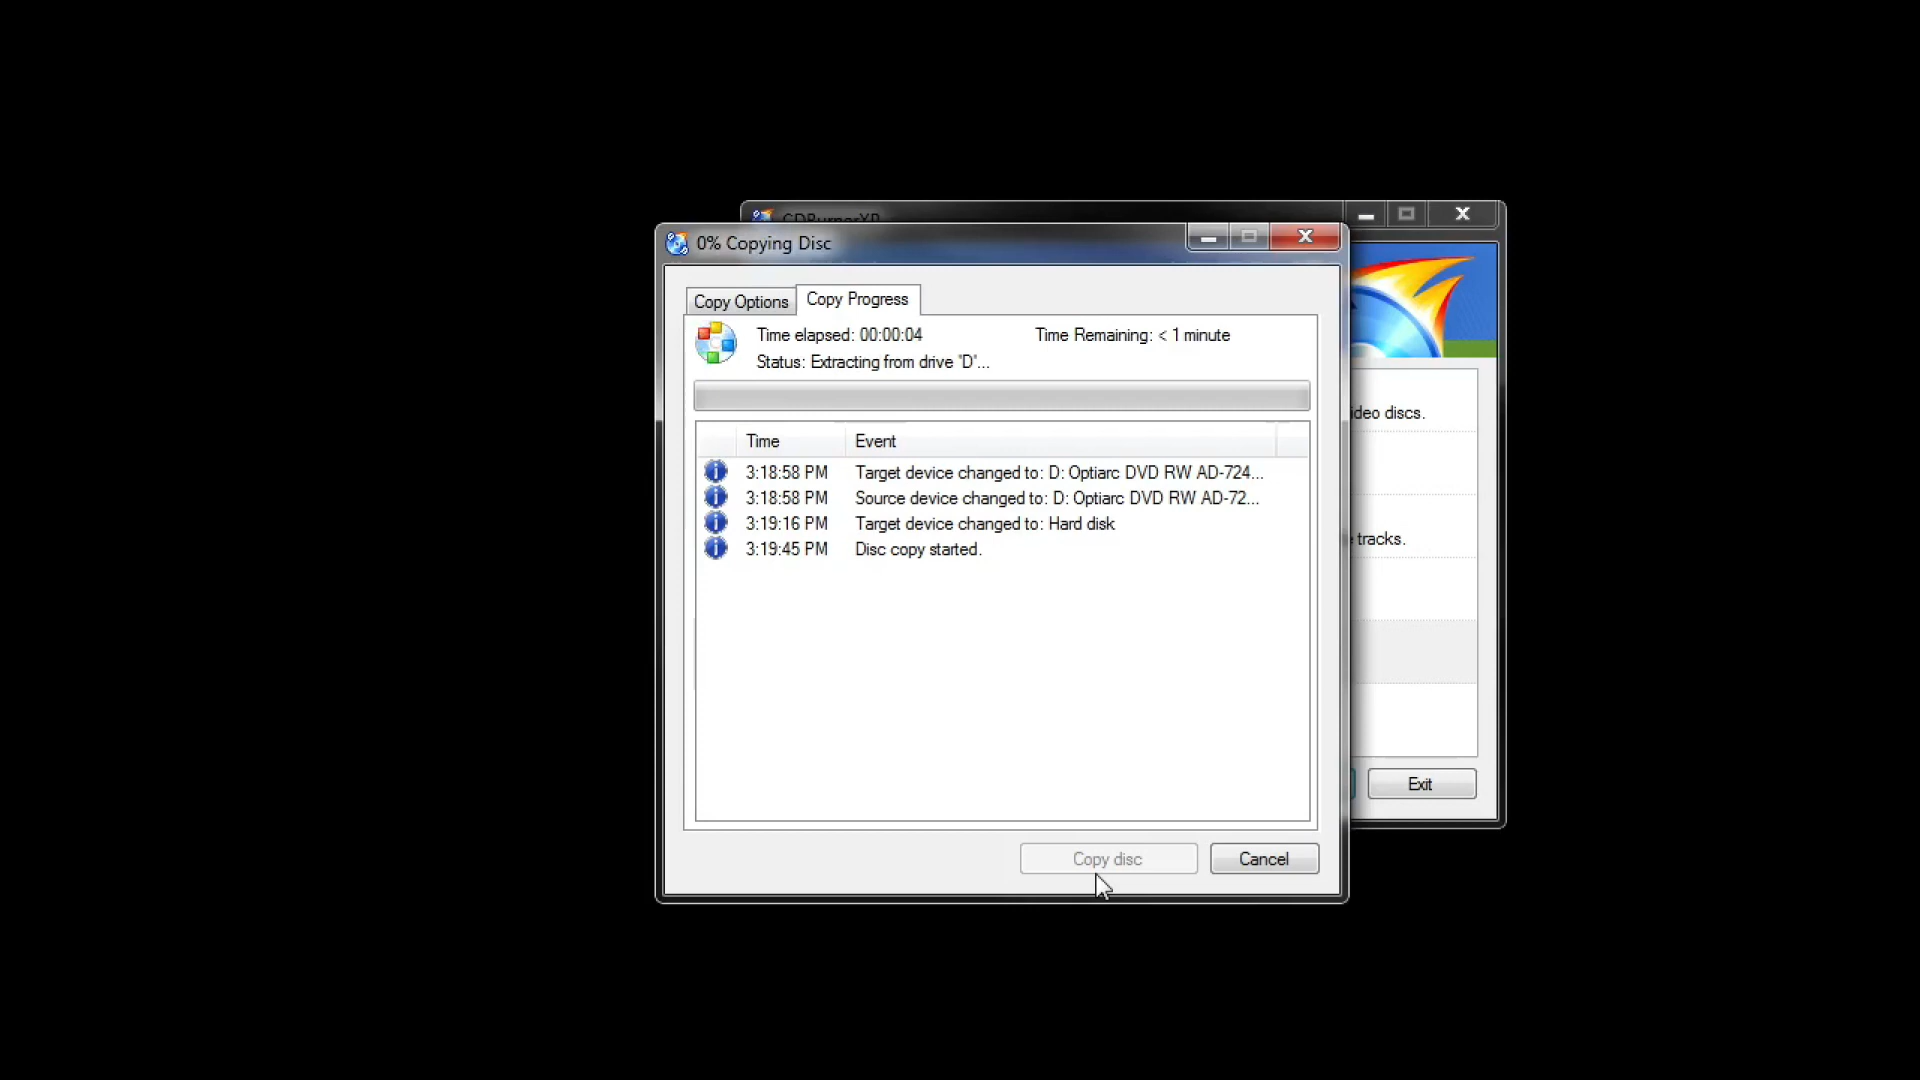 CDBurnerXP
0% Copying Disc
Copy Options
Copy Progress
Time elapsed: 00:00:04
Time Remaining: < 1 minute
Status: Extracting from drive 'D'...
Time
Event
3:18:58 PM
Target device changed to: D: Optiarc DVD RW AD-724...
3:18:58 PM
Source device changed to: D: Optiarc DVD RW AD-72...
3:19:16 PM
Target device changed to: Hard disk
3:19:45 PM
Disc copy started.
ideo discs.
tracks.
Exit
Copy disc
Cancel